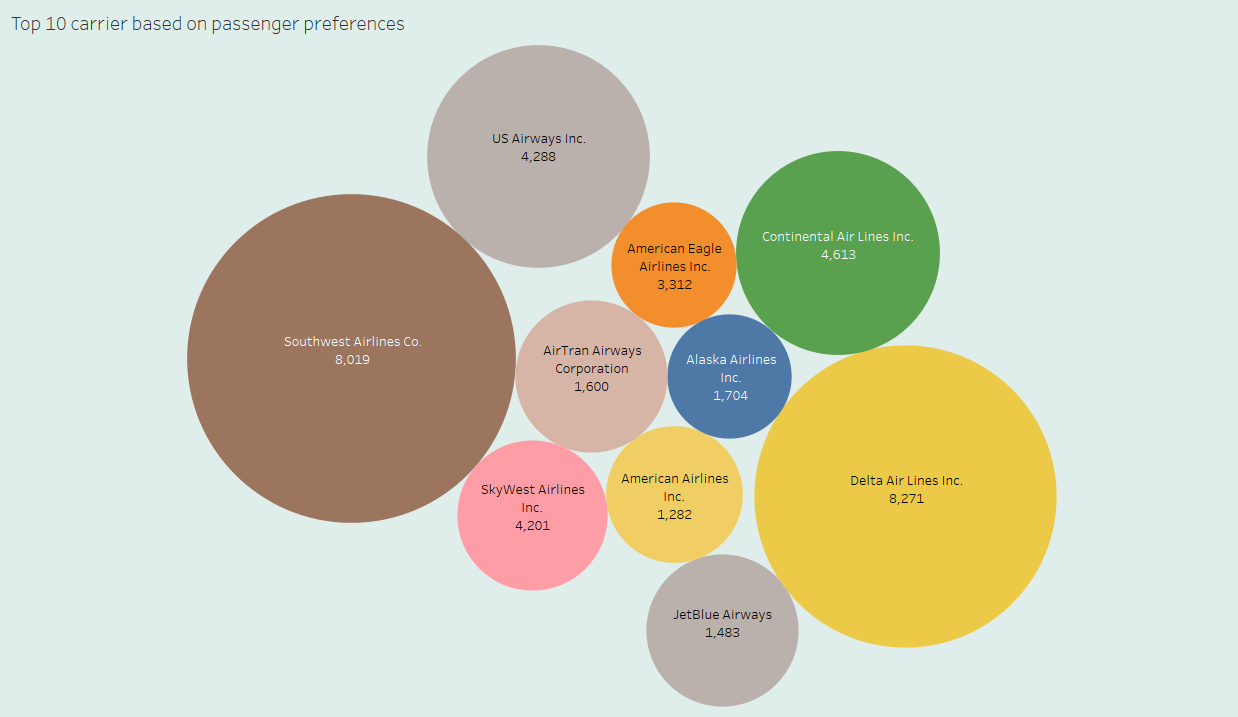 Top 10 carrier based on passenger preferences
US Airways Inc.
4,288
Continental Air Lines Inc.
4,613
American Eagle
Airlines Inc.
3,312
Southwest Airlines Co.
8,019
AirTran Airways
Corporation
1,600
Alaska Airlines
Inc.
1,704
SkyWest Airlines
Inc.
4,201
American Airlines
Inc.
1,282
Delta Air Lines Inc.
8,271
JetBlue Airways
1,483